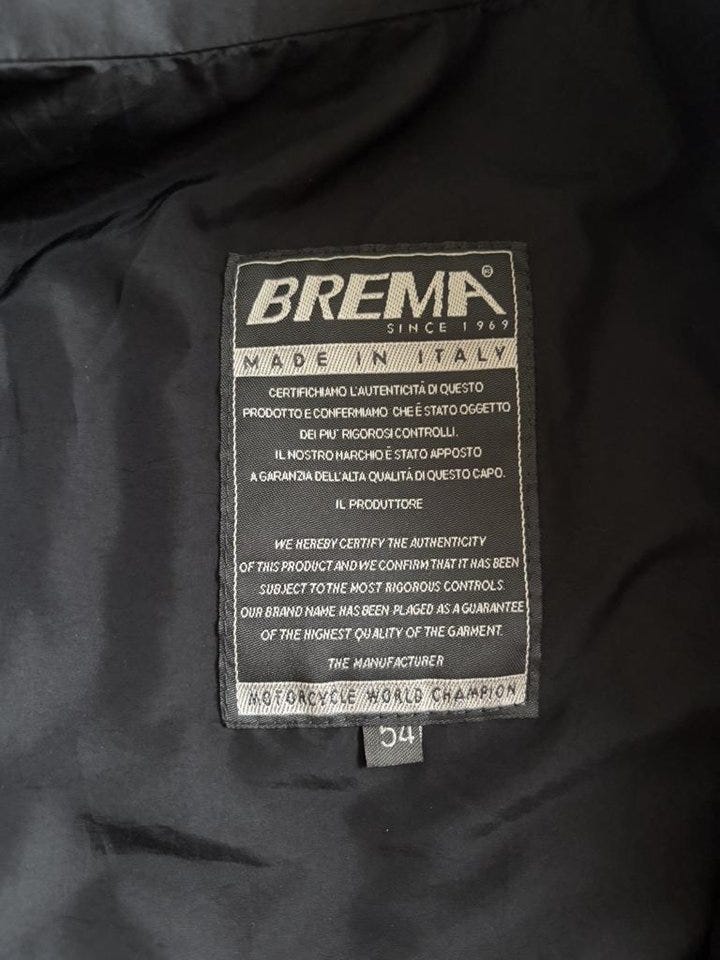 BREMA®
SINCE 1969
MADE IN ITALY
CERTIFICHIAMO L'AUTENTICITÀ DI QUESTO
PRODOTTO E CONFERMIAMO CHE È STATO OGGETTO
DEI PIU' RIGOROSI CONTROLLI.
IL NOSTRO MARCHIO È STATO APPOSTO
A GARANZIA DELL'ALTA QUALITÀ DI QUESTO CAPO.
IL PRODUTTORE
WE HEREBY CERTIFY THE AUTHENTICITY
OF THIS PRODUCT AND WE CONFIRM THAT IT HAS BEEN
SUBJECT TO THE MOST RIGOROUS CONTROLS.
OUR BRAND NAME HAS BEEN PLACED AS A GUARANTEE
OF THE HIGHEST QUALITY OF THE GARMENT.
THE MANUFACTURER
MOTORCYCLE WORLD CHAMPION
54